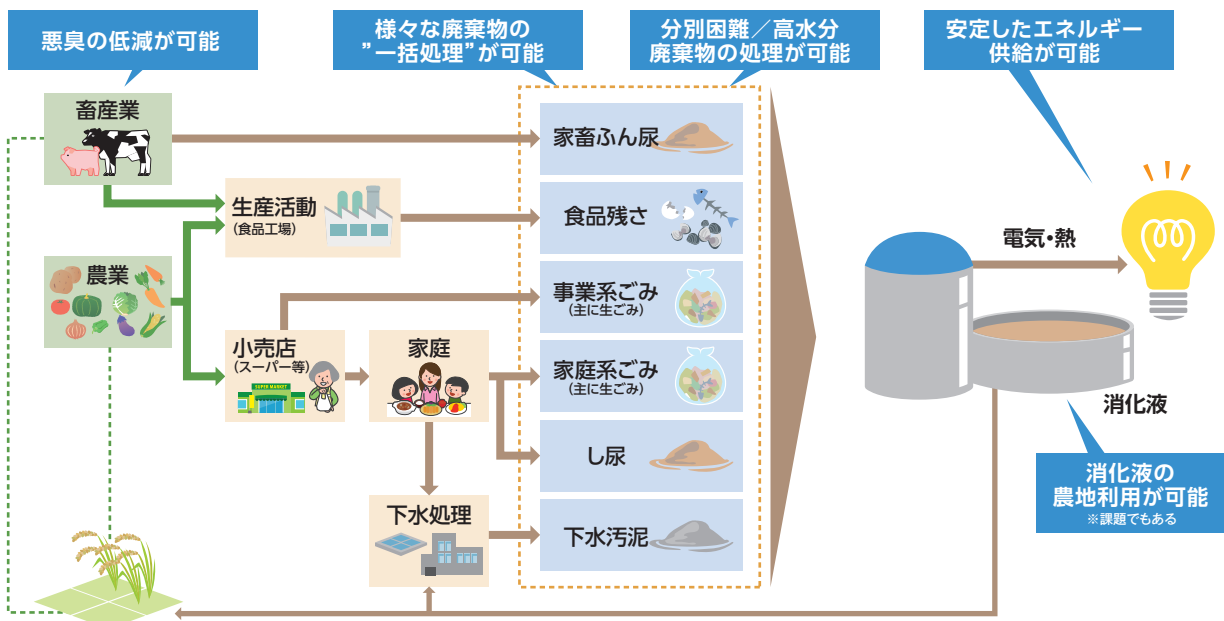 悪臭の低減が可能
様々な廃棄物の
”一括処理”が可能
分別困難／高水分
廃棄物の処理が可能
安定したエネルギー
供給が可能
畜産業
家畜ふん尿
生産活動
(食品工場)
食品残さ
農業
電気・熱
事業系ごみ
(主に生ごみ)
小売店
(スーパー等)
SUPER MARKET
家庭
家庭系ごみ
(主に生ごみ)
消化液
し尿
消化液の
農地利用が可能
※課題でもある
下水処理
下水汚泥